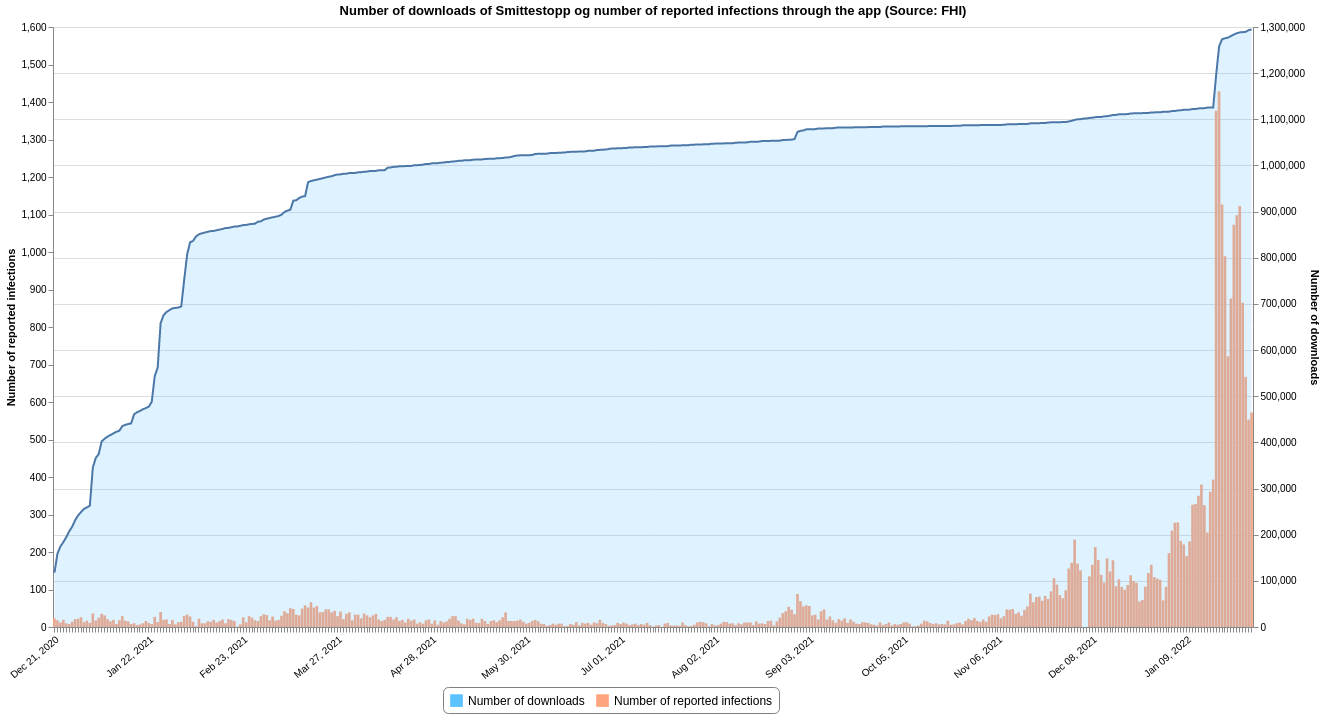 Number of downloads of Smittestopp og number of reported infections through the app (Source: FHI)
1,600
1,500
1,400
1,300
1,200
1,100
1,000
900
800
700
600
500
400
300
200
100
0
Number of reported infections
1,300,000
1,200,000
1,100,000
1,000,000
900,000
800,000
700,000
600,000
500,000
400,000
300,000
200,000
100,000
0
Number of downloads
Dec 21, 2020
Jan 22, 2021
Feb 23, 2021
Mar 27, 2021
Apr 28, 2021
May 30, 2021
Jul 01, 2021
Aug 02, 2021
Sep 03, 2021
Oct 05, 2021
Nov 06, 2021
Dec 08, 2021
Jan 09, 2022
Number of downloads
Number of reported infections